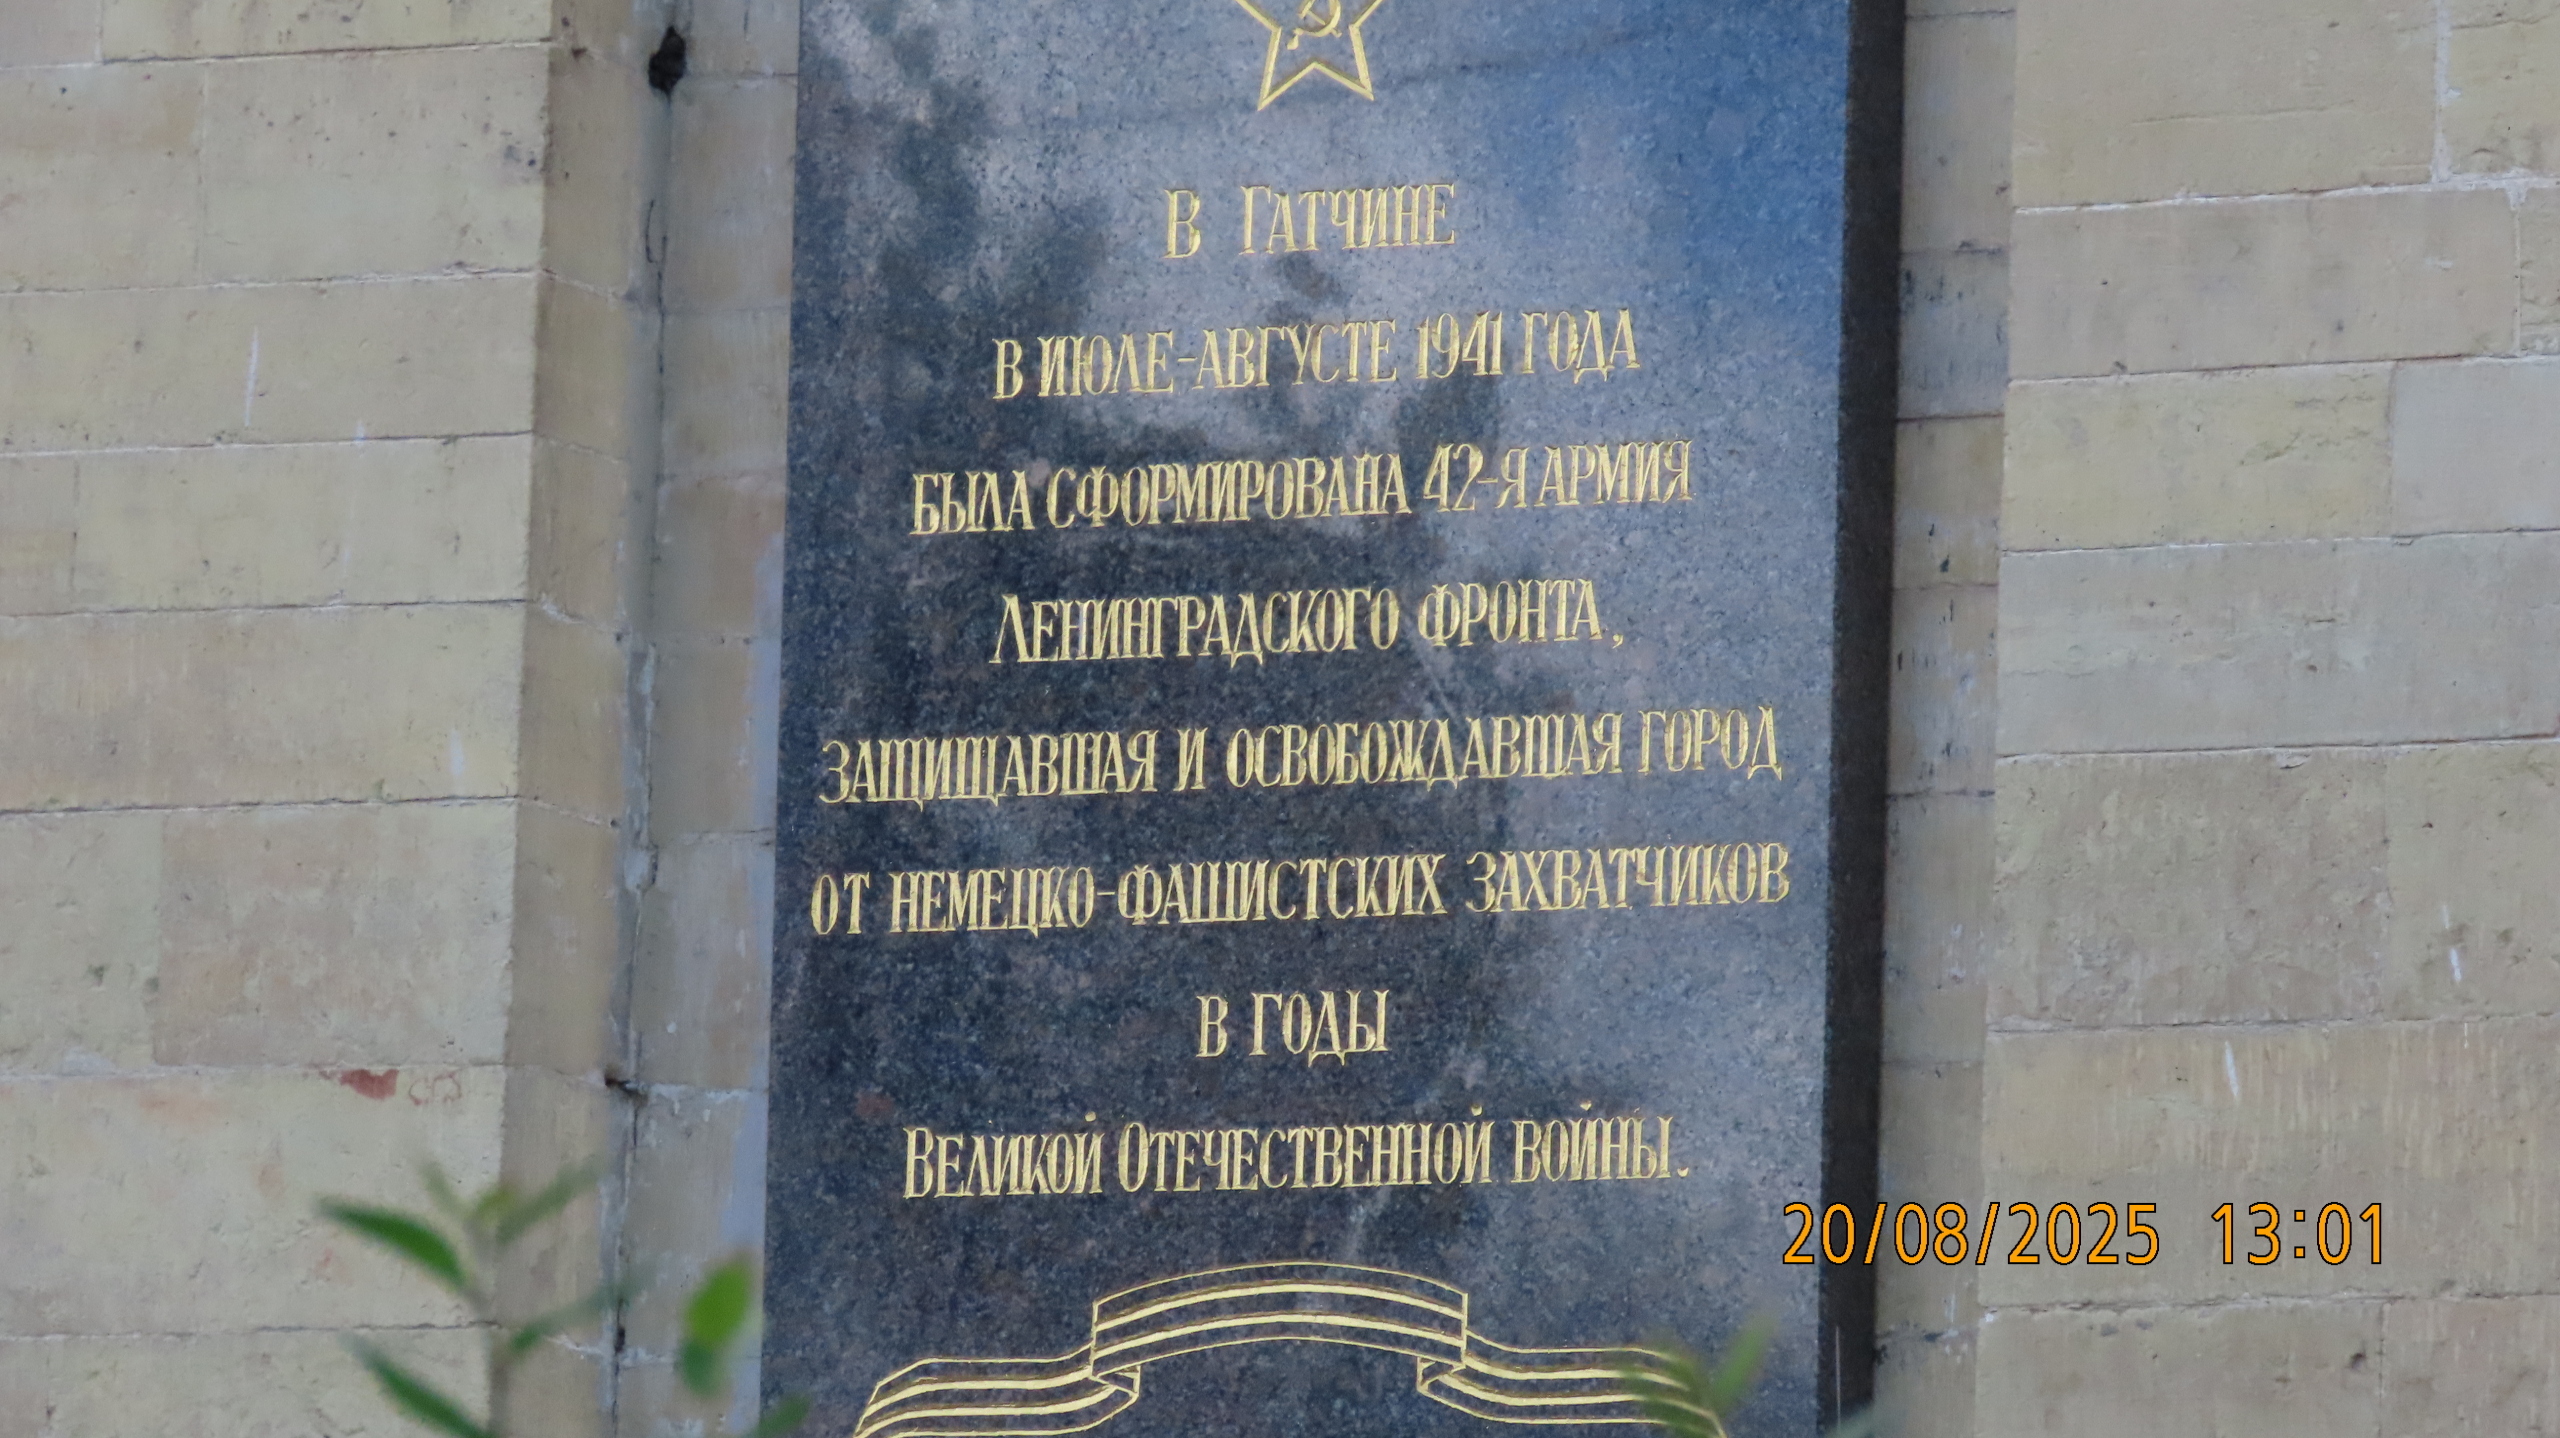 В ГАТЧИНЕ
В ИЮЛЕ-АВГУСТЕ 1941 ГОДА
БЫЛА СФОРМИРОВАНА 42-Я АРМИЯ
ЛЕНИНГРАДСКОГО ФРОНТА,
ЗАЩИЩАВШАЯ И ОСВОБОЖДАВШАЯ ГОРОД
ОТ НЕМЕЦКО-ФАШИСТСКИХ ЗАХВАТЧИКОВ
В ГОДЫ
ВЕЛИКОЙ ОТЕЧЕСТВЕННОЙ ВОЙНЫ.
20/08/2025 13:01